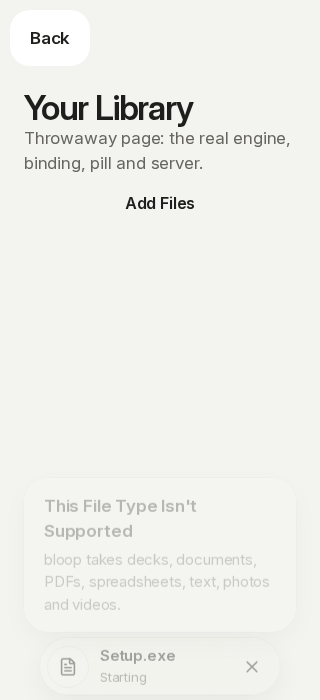 Back
Your Library
Throwaway page: the real engine,
binding, pill and server.
Add Files
This File Type Isn't
Supported
bloop takes decks, documents,
PDFs, spreadsheets, text, photos
and videos.
Setup.exe
Starting